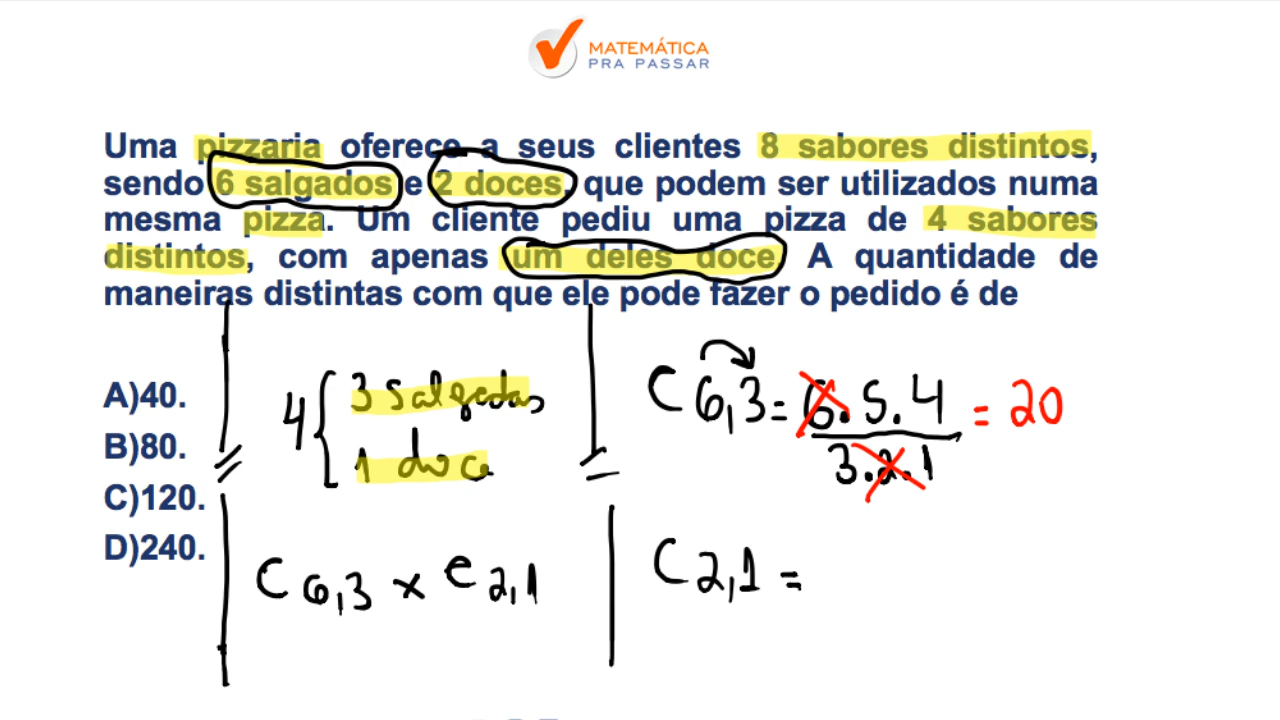 MATEMÁTICA
PRA PASSAR
Uma pizzaria oferece a seus clientes 8 sabores distintos,
sendo 6 salgados e 2 doces, que podem ser utilizados numa
mesma pizza. Um cliente pediu uma pizza de 4 sabores
distintos, com apenas um deles doce. A quantidade de
maneiras distintas com que ele pode fazer o pedido é de
A)40.
B)80.
C)120.
D)240.
4 { 3 Salgadas
1 doce
C6,3 x C2,1
C6,3 = 6.5.4 = 20
3.2.1
C2,1 =